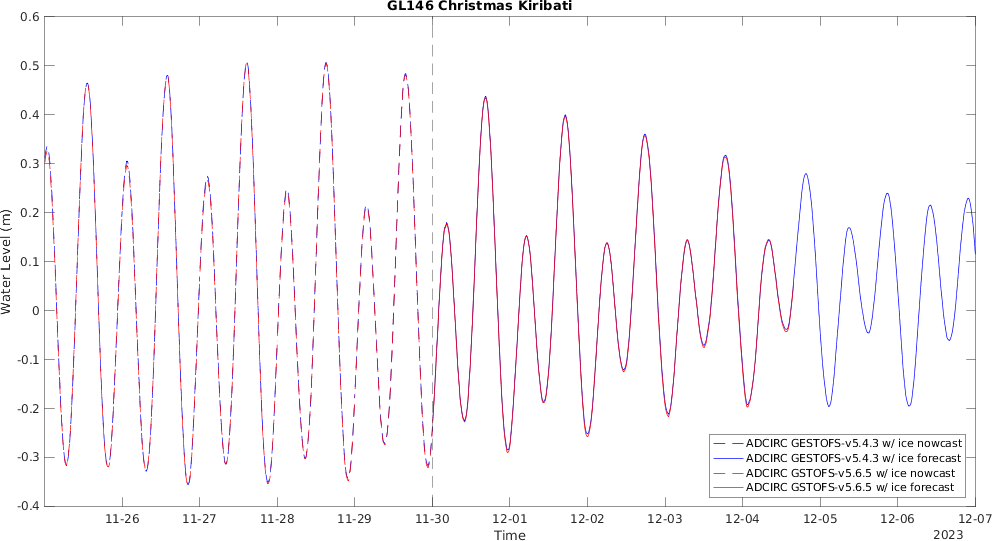 GL146 Christmas Kiribati
0.6
0.5
0.4
0.3
0.2
0.1
0
-0.1
-0.2
-0.3
-0.4
Water Level (m)
ADCIRC GESTOFS-v5.4.3 w/ ice nowcast
ADCIRC GESTOFS-v5.4.3 w/ ice forecast
ADCIRC GSTOFS-v5.6.5 w/ ice nowcast
ADCIRC GSTOFS-v5.6.5 w/ ice forecast
11-26 11-27 11-28 11-29 11-30 12-01 12-02 12-03 12-04 12-05 12-06 12-07
Time
2023